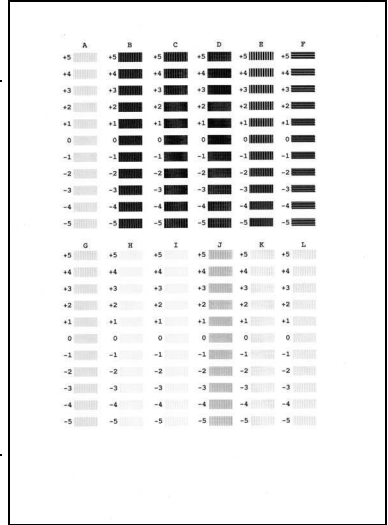 A B C D E F
+5 +5 +5 +5 +5 +5
+4 +4 +4 +4 +4 +4
+3 +3 +3 +3 +3 +3
+2 +2 +2 +2 +2 +2
+1 +1 +1 +1 +1 +1
0 0 0 0 0 0
-1 -1 -1 -1 -1 -1
-2 -2 -2 -2 -2 -2
-3 -3 -3 -3 -3 -3
-4 -4 -4 -4 -4 -4
-5 -5 -5 -5 -5 -5
G H I J K L
+5 +5 +5 +5 +5 +5
+4 +4 +4 +4 +4 +4
+3 +3 +3 +3 +3 +3
+2 +2 +2 +2 +2 +2
+1 +1 +1 +1 +1 +1
0 0 0 0 0 0
-1 -1 -1 -1 -1 -1
-2 -2 -2 -2 -2 -2
-3 -3 -3 -3 -3 -3
-4 -4 -4 -4 -4 -4
-5 -5 -5 -5 -5 -5